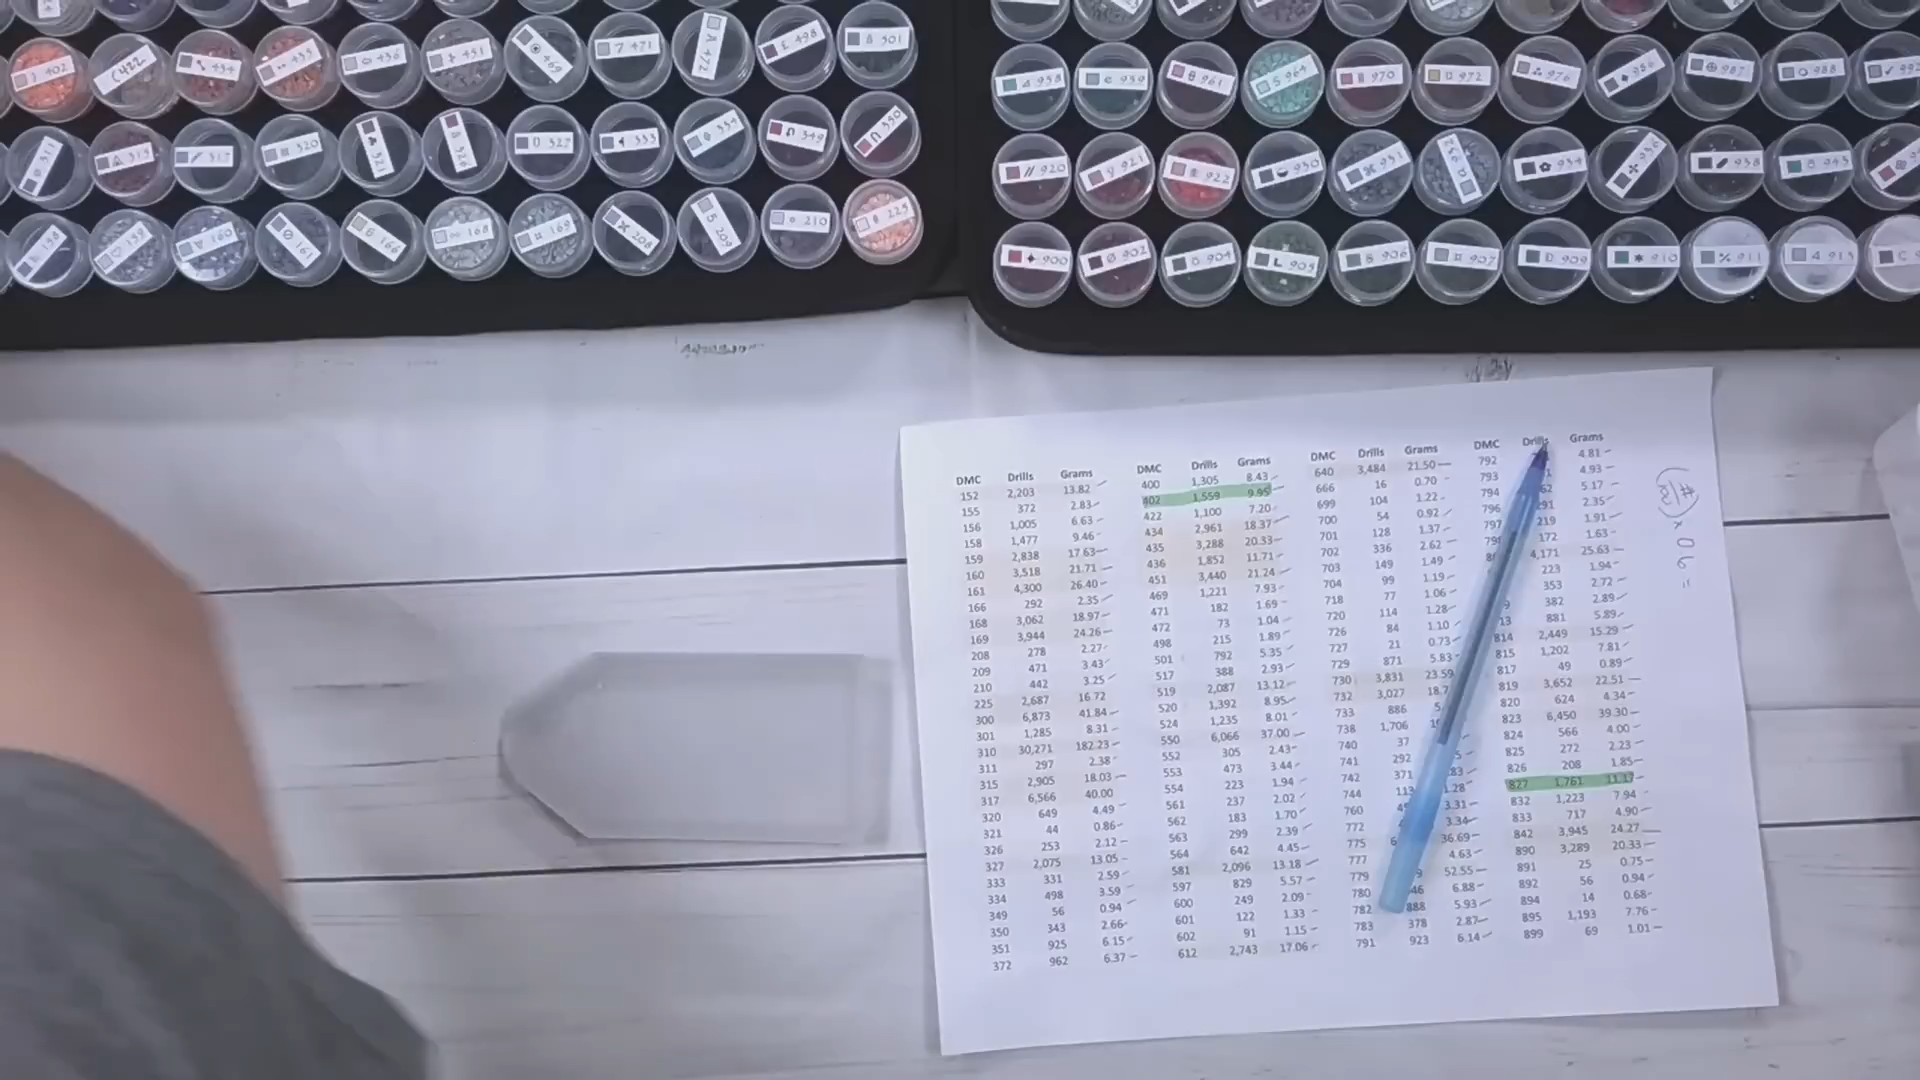 402 422 434 435 436 451 469 471 472 498 501
311 315 317 320 321 326 327 333 334 349 350
158 159 160 161 166 168 169 208 209 210 225
958 959 961 964 970 972 976 986 987 988 992
920 921 922 930 931 932 934 936 938 943
900 902 904 905 906 907 909 910 911 913
DMC Drills Grams
152 2,203 13.82
155 372 2.83
156 1,005 6.63
158 1,477 9.46
159 2,838 17.63
160 3,518 21.71
161 4,300 26.40
166 292 2.35
168 3,062 18.97
169 3,944 24.26
208 278 2.27
209 471 3.43
210 442 3.25
225 2,687 16.72
300 6,873 41.84
301 1,285 8.31
310 30,271 182.23
311 297 2.38
315 2,905 18.03
317 6,566 40.00
320 649 4.49
321 44 0.86
326 253 2.12
327 2,075 13.05
333 331 2.59
334 498 3.59
349 56 0.94
350 343 2.66
351 925 6.15
372 962 6.37
DMC Drills Grams
400 1,305 8.43
402 1,559 9.95
422 1,100 7.20
434 2,961 18.37
435 3,288 20.33
436 1,852 11.71
451 3,440 21.24
469 1,221 7.93
471 182 1.69
472 73 1.04
498 215 1.89
501 792 5.35
517 388 2.93
519 2,087 13.12
520 1,392 8.95
524 1,235 8.01
550 6,066 37.00
552 305 2.43
553 473 3.44
554 223 1.94
561 237 2.02
562 183 1.70
563 299 2.39
564 642 4.45
581 2,096 13.18
597 829 5.57
600 249 2.09
601 122 1.33
602 91 1.15
612 2,743 17.06
DMC Drills Grams
640 3,484 21.50
666 16 0.70
699 104 1.22
700 54 0.92
701 128 1.37
702 336 2.62
703 149 1.49
704 99 1.19
718 77 1.06
720 114 1.28
726 84 1.10
727 21 0.73
729 871 5.83
730 3,831 23.59
732 3,027 18.7
733 886
738 1,706
740 37
741 292
742 371
744 113 1.28
760 3.31
772 3.34
775 36.69
777 4.63
779 52.55
780 6.88
782 888 5.93
783 378 2.87
791 923 6.14
DMC Drills Grams
792 4.81
793 4.93
794 5.17
796 2.35
797 219 1.91
172 1.63
4,171 25.63
223 1.94
353 2.72
382 2.89
881 5.89
814 2,449 15.29
815 1,202 7.81
817 49 0.89
819 3,652 22.51
820 624 4.34
823 6,450 39.30
824 566 4.00
825 272 2.23
826 208 1.85
827 1,761 11.17
832 1,223 7.94
833 717 4.90
842 3,945 24.27
890 3,289 20.33
891 25 0.75
892 56 0.94
894 14 0.68
895 1,193 7.76
899 69 1.01